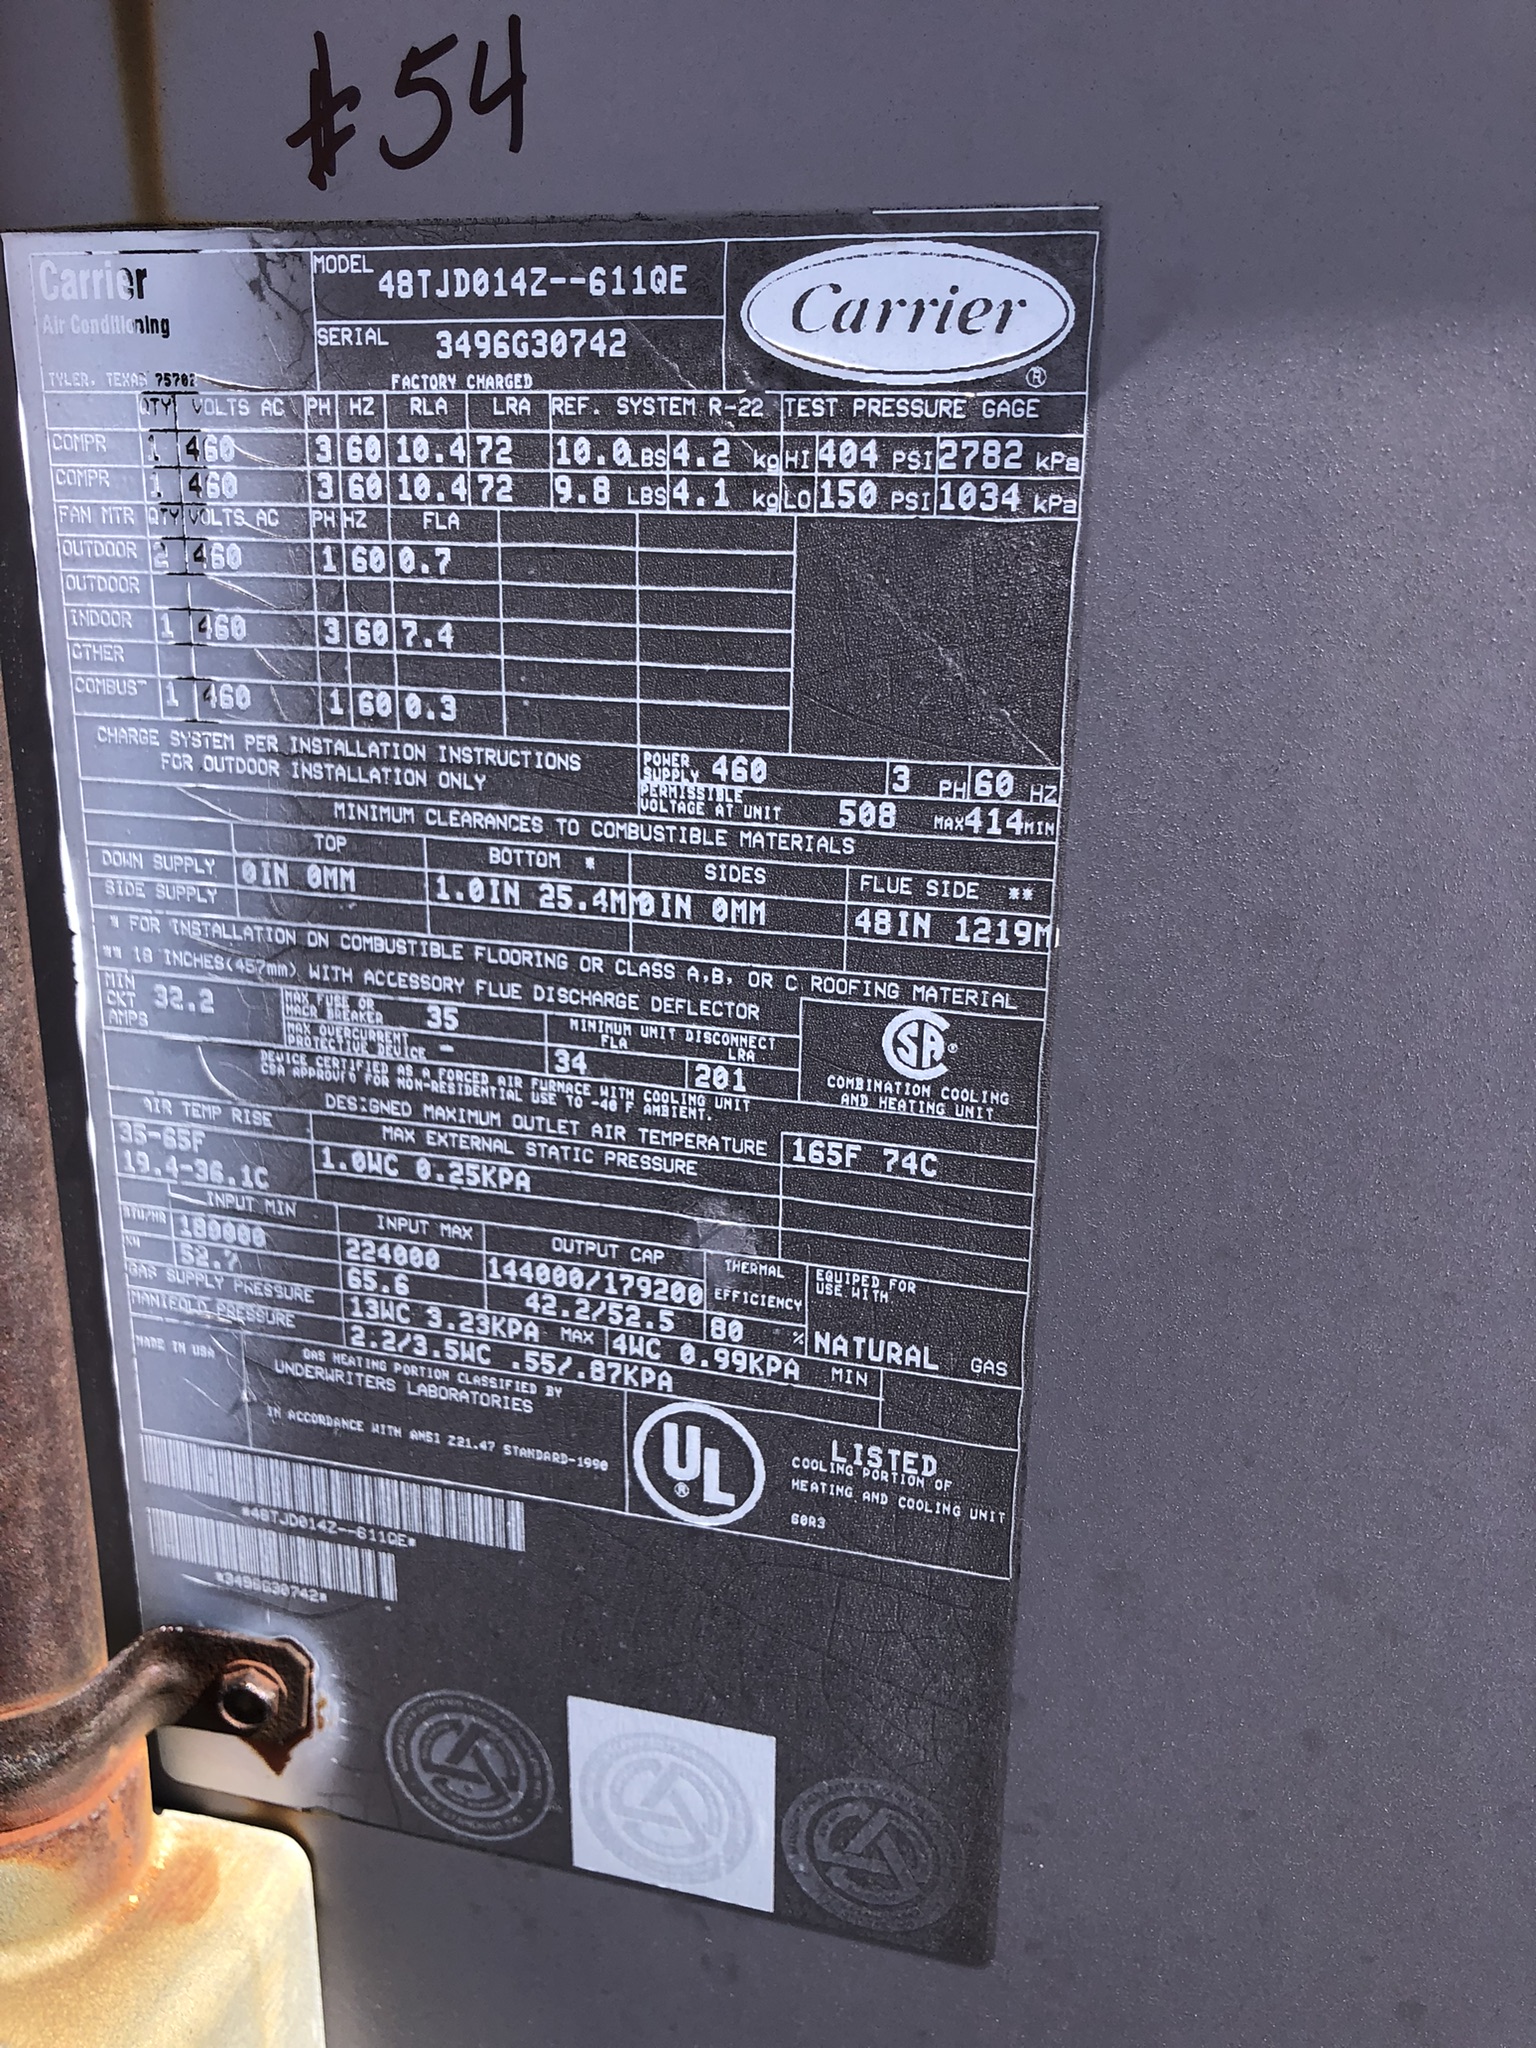 #54
Carrier
Air Conditioning
TYLER, TEXAS 75702
MODEL 48TJD014Z--611QE
SERIAL 3496G30742
FACTORY CHARGED
Carrier ®
QTY VOLTS AC PH HZ RLA LRA REF. SYSTEM R-22 TEST PRESSURE GAGE
COMPR 1 460 3 60 10.4 72 10.0 LBS 4.2 kg HI 404 PSI 2782 kPa
COMPR 1 460 3 60 10.4 72 9.8 LBS 4.1 kg LO 150 PSI 1034 kPa
FAN MTR QTY VOLTS AC PH HZ FLA
OUTDOOR 2 460 1 60 0.7
OUTDOOR
INDOOR 1 460 3 60 7.4
OTHER
COMBUST 1 460 1 60 0.3
CHARGE SYSTEM PER INSTALLATION INSTRUCTIONS
FOR OUTDOOR INSTALLATION ONLY
POWER SUPPLY 460 3 PH 60 HZ
PERMISSIBLE VOLTAGE AT UNIT 508 MAX 414 MIN
MINIMUM CLEARANCES TO COMBUSTIBLE MATERIALS
TOP BOTTOM * SIDES FLUE SIDE **
DOWN SUPPLY 0IN 0MM 1.0IN 25.4MM 0IN 0MM 48IN 1219M
SIDE SUPPLY
* FOR INSTALLATION ON COMBUSTIBLE FLOORING OR CLASS A,B, OR C ROOFING MATERIAL
** 18 INCHES(457mm) WITH ACCESSORY FLUE DISCHARGE DEFLECTOR
MIN CKT AMPS 32.2
MAX FUSE OR HACR BREAKER 35
MAX OVERCURRENT PROTECTIVE DEVICE -
MINIMUM UNIT DISCONNECT
FLA LRA
34 201
DEVICE CERTIFIED AS A FORCED AIR FURNACE WITH COOLING UNIT
CSA APPROVED FOR NON-RESIDENTIAL USE TO -40 F AMBIENT.
SA ®
COMBINATION COOLING
AND HEATING UNIT
AIR TEMP RISE
35-65F
19.4-36.1C
DESIGNED MAXIMUM OUTLET AIR TEMPERATURE 165F 74C
MAX EXTERNAL STATIC PRESSURE
1.0WC 0.25KPA
INPUT MIN INPUT MAX OUTPUT CAP THERMAL EFFICIENCY
BTU/HR 180000 224000 144000/179200 80 %
KW 52.7 65.6 42.2/52.5
EQUIPED FOR
USE WITH
NATURAL GAS
GAS SUPPLY PRESSURE 13WC 3.23KPA MAX 4WC 0.99KPA MIN
MANIFOLD PRESSURE 2.2/3.5WC .55/.87KPA
MADE IN USA
GAS HEATING PORTION CLASSIFIED BY
UNDERWRITERS LABORATORIES
IN ACCORDANCE WITH ANSI Z21.47 STANDARD-1990
UL ®
LISTED
COOLING PORTION OF
HEATING AND COOLING UNIT
60R3
*48TJD014Z--611QE*
*3496G30742*